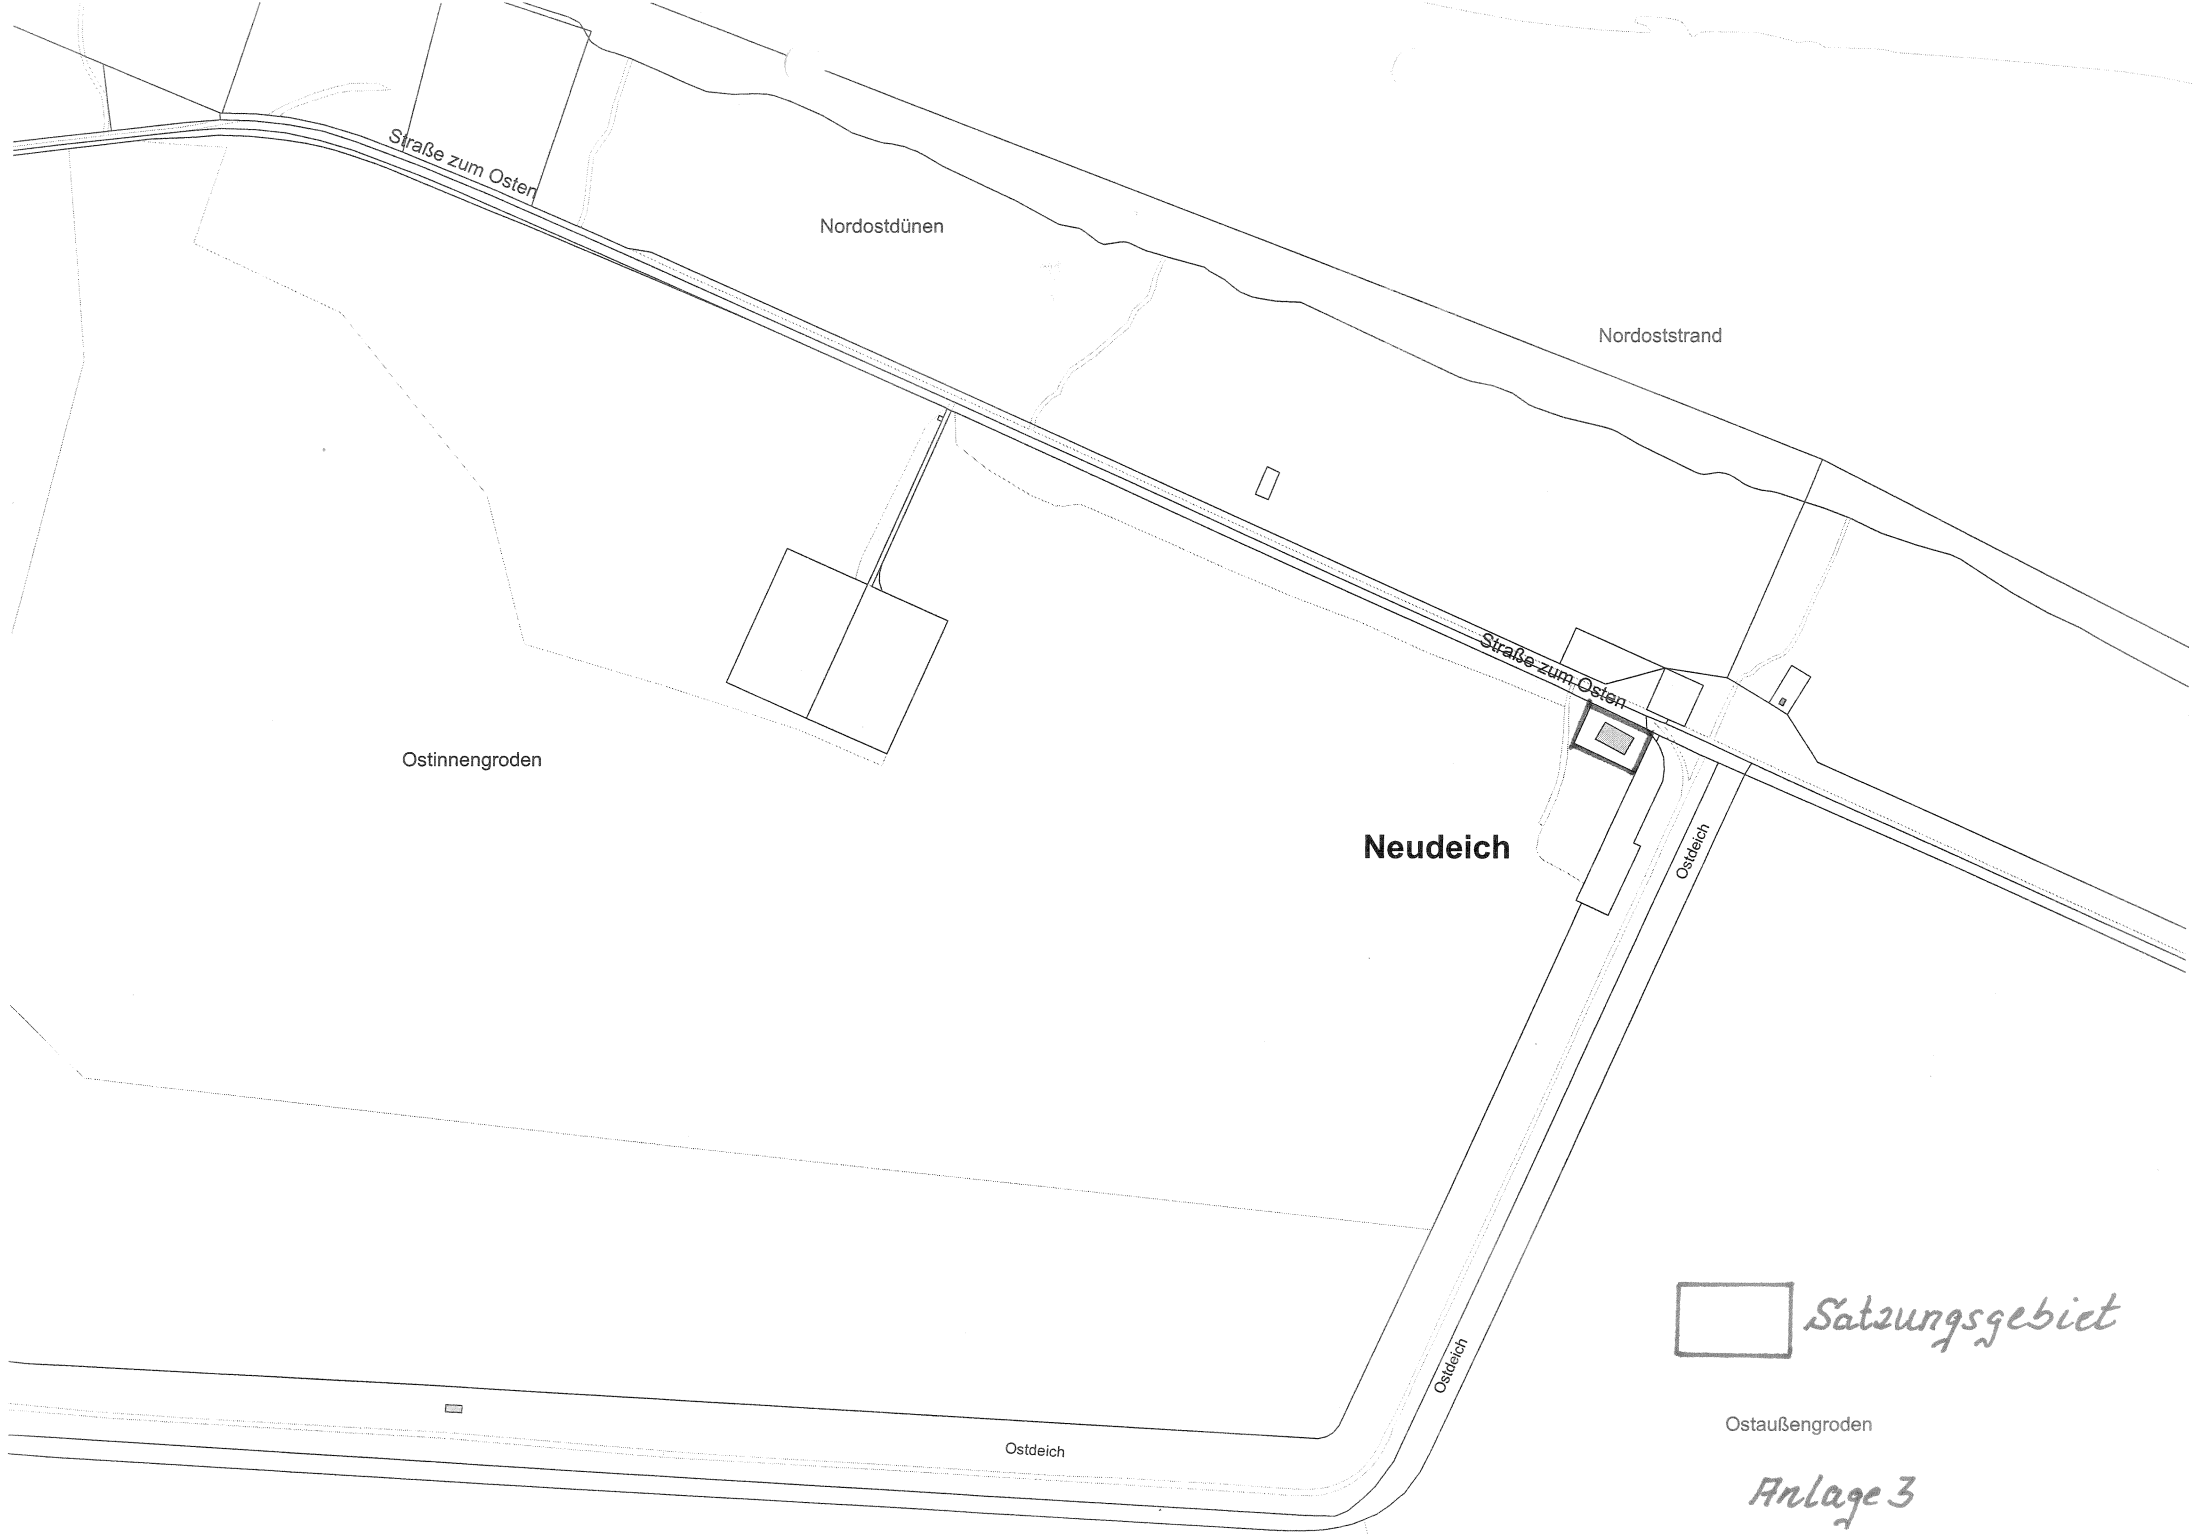 Straße zum Osten
Nordostdünen
Nordoststrand
Straße zum Osten
Ostinnengroden
Neudeich
Ostdeich
Satzungsgebiet
Ostdeich
Ostaußengroden
Ostdeich
Anlage 3